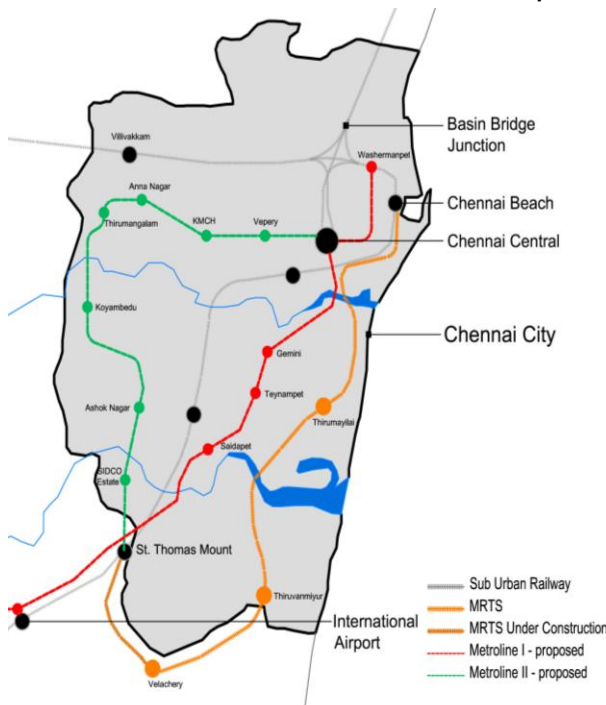 Villivakkam
Basin Bridge
Junction
Washermanpet
Anna Nagar
Chennai Beach
Thirumangalam
KMCH
Vepery
Chennai Central
Koyambedu
Chennai City
Gemini
Teynampet
Ashok Nagar
Thirumayilai
Saidapet
SIDCO
Estate
St. Thomas Mount
Sub Urban Railway
Thiruvanmiyur
MRTS
International
Airport
MRTS Under Construction
Metroline I - proposed
Velachery
Metroline II - proposed